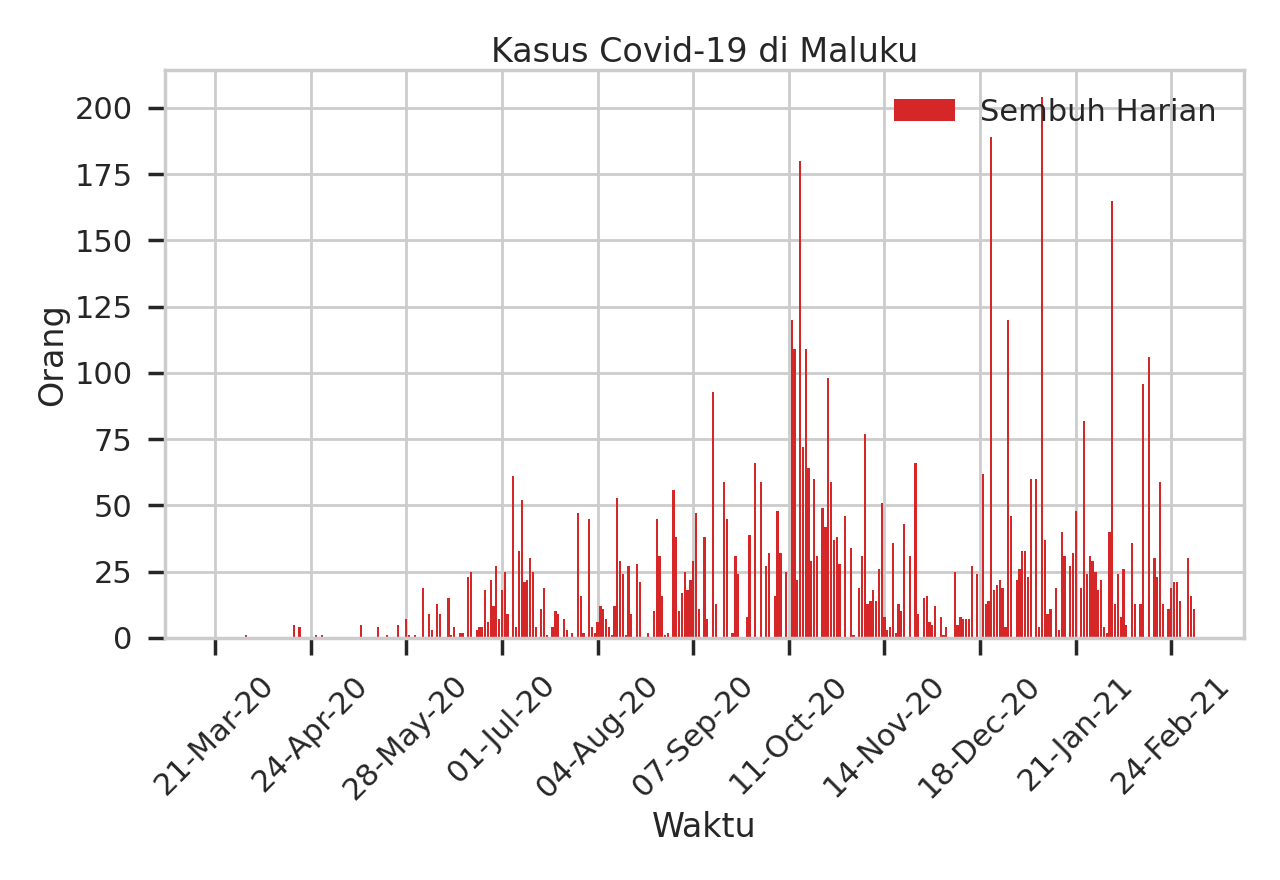 Kasus Covid-19 di Maluku
Sembuh Harian
Orang
200
175
150
125
100
75
50
25
0
21-Mar-20
24-Apr-20
28-May-20
01-Jul-20
04-Aug-20
07-Sep-20
11-Oct-20
14-Nov-20
18-Dec-20
21-Jan-21
24-Feb-21
Waktu